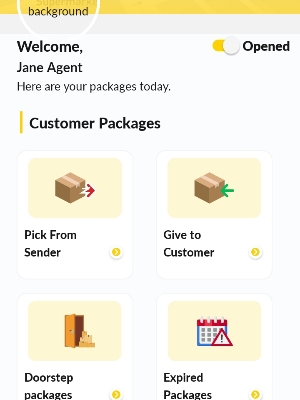 Supermarket
background
Welcome,
Opened
Jane Agent
Here are your packages today.
Customer Packages
Pick From
Sender
Give to
Customer
Doorstep
packages
Expired
Packages